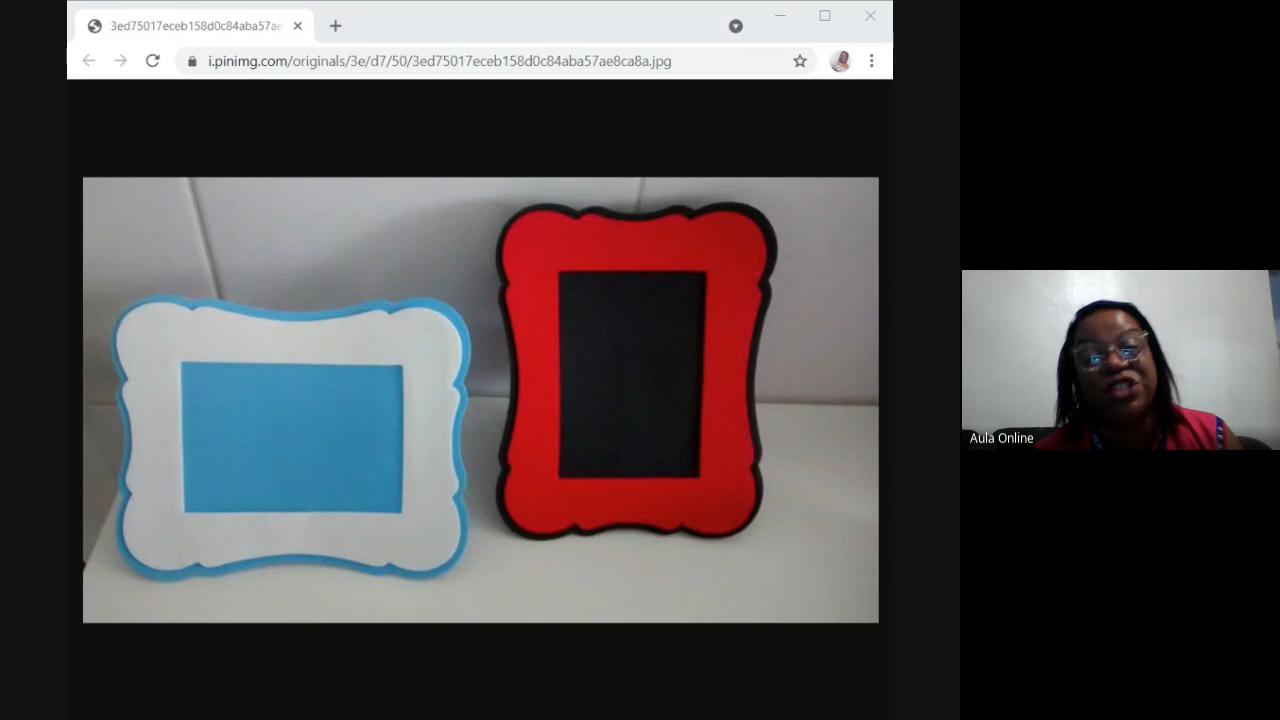 3ed75017eceb158d0c84aba57ae
i.pinimg.com/originals/3e/d7/50/3ed75017eceb158d0c84aba57ae8ca8a.jpg
Aula Online